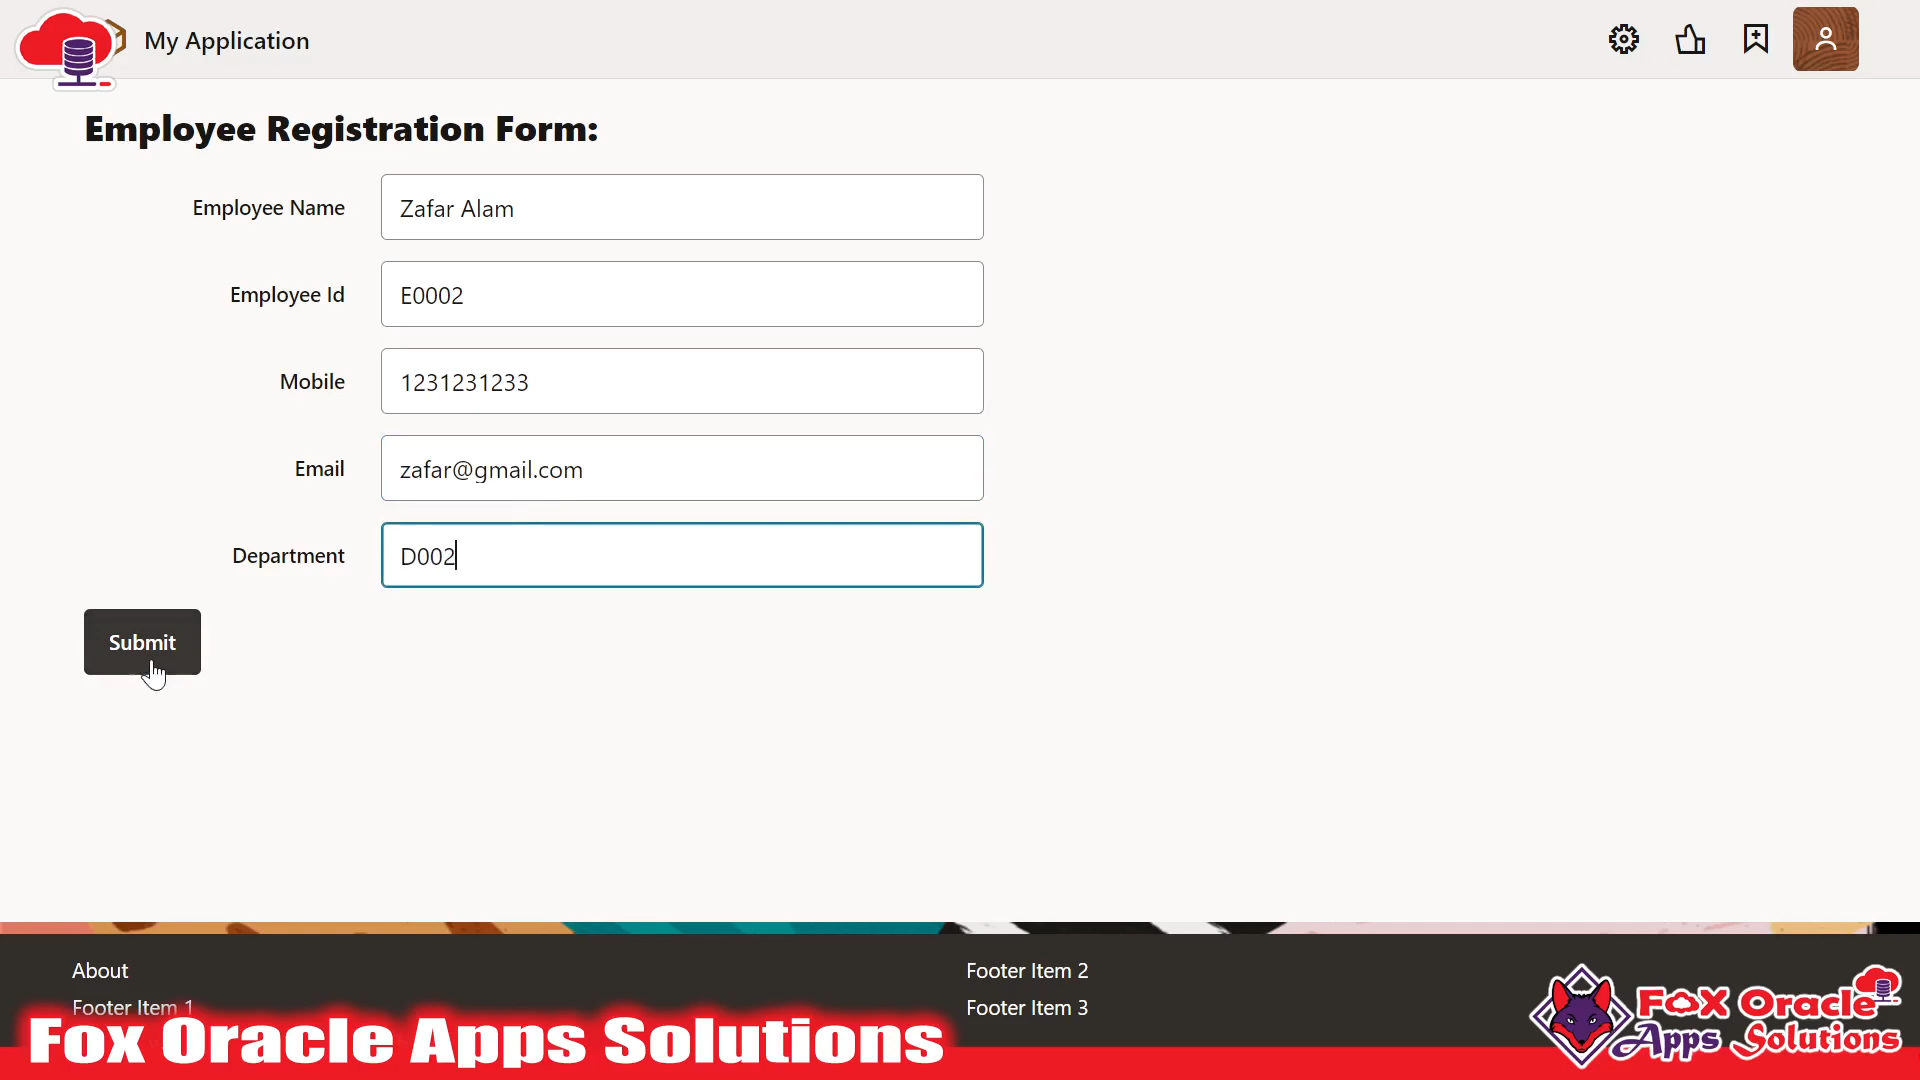 My Application
Employee Registration Form:
Employee Name
Zafar Alam
Employee Id
E0002
Mobile
1231231233
Email
zafar@gmail.com
Department
D002
Submit
About
Footer Item 2
Footer Item 1
Footer Item 3
Fox Oracle Apps Solutions
Fox Oracle
Apps Solutions